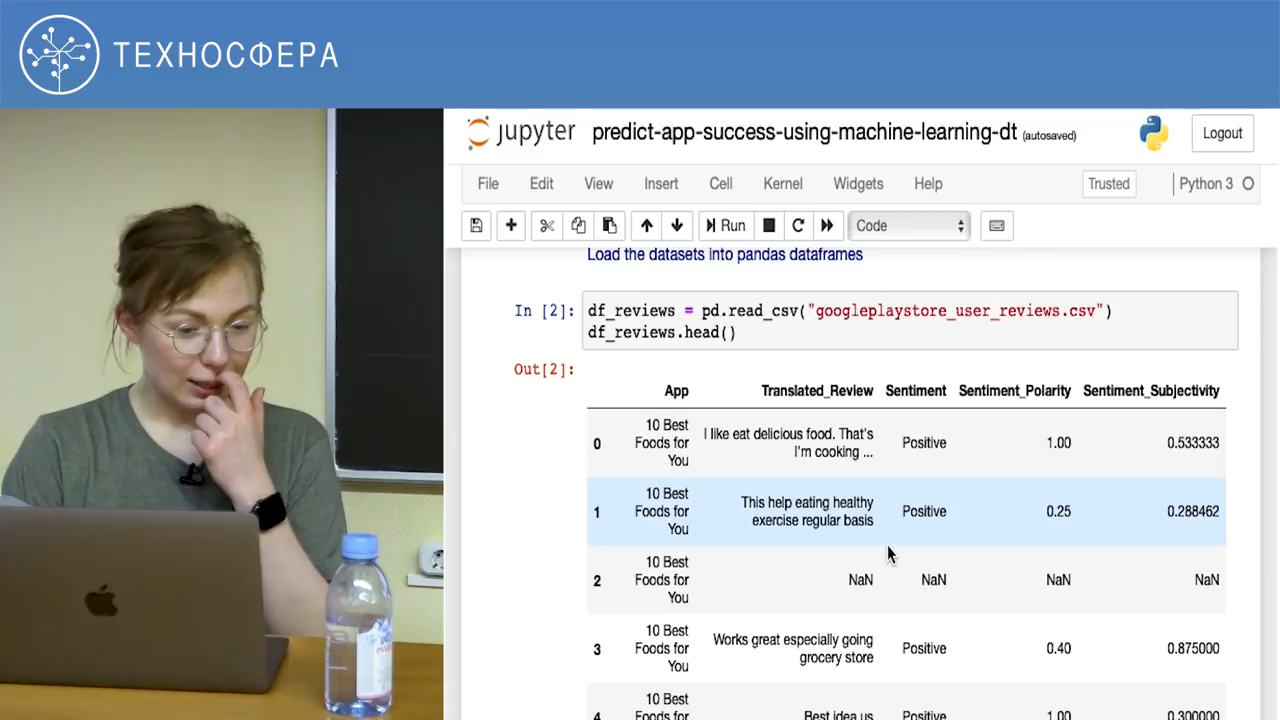 ТЕХНОСФЕРА
jupyter predict-app-success-using-machine-learning-dt (autosaved) Logout
File Edit View Insert Cell Kernel Widgets Help Trusted Python 3
Run Code
Load the datasets into pandas dataframes
In [2]: df_reviews = pd.read_csv("googleplaystore_user_reviews.csv")
df_reviews.head()
Out[2]:
App Translated_Review Sentiment Sentiment_Polarity Sentiment_Subjectivity
0 10 Best Foods for You I like eat delicious food. That's I'm cooking ... Positive 1.00 0.533333
1 10 Best Foods for You This help eating healthy exercise regular basis Positive 0.25 0.288462
2 10 Best Foods for You NaN NaN NaN NaN
3 10 Best Foods for You Works great especially going grocery store Positive 0.40 0.875000
4 10 Best Foods for Best idea us Positive 1.00 0.300000